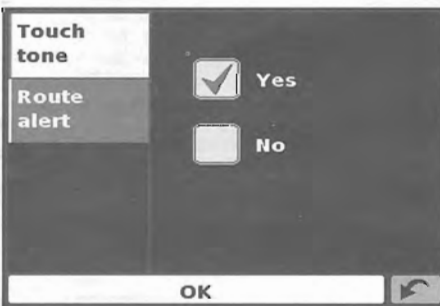 Touch
tone
Route
alert
Yes
No
OK